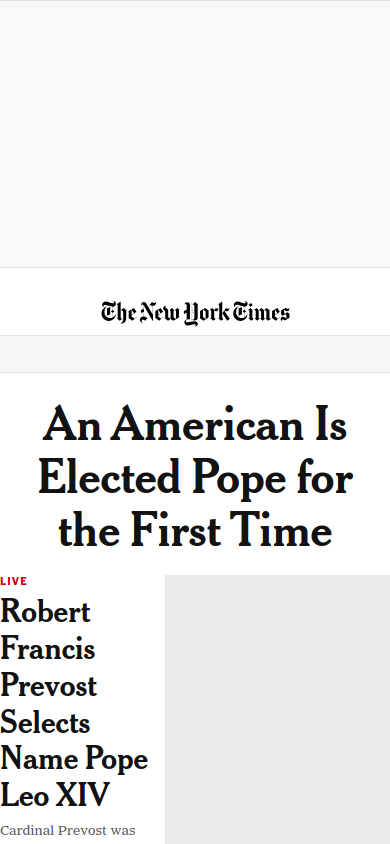 The New York Times
An American Is
Elected Pope for
the First Time
LIVE
Robert
Francis
Prevost
Selects
Name Pope
Leo XIV
Cardinal Prevost was